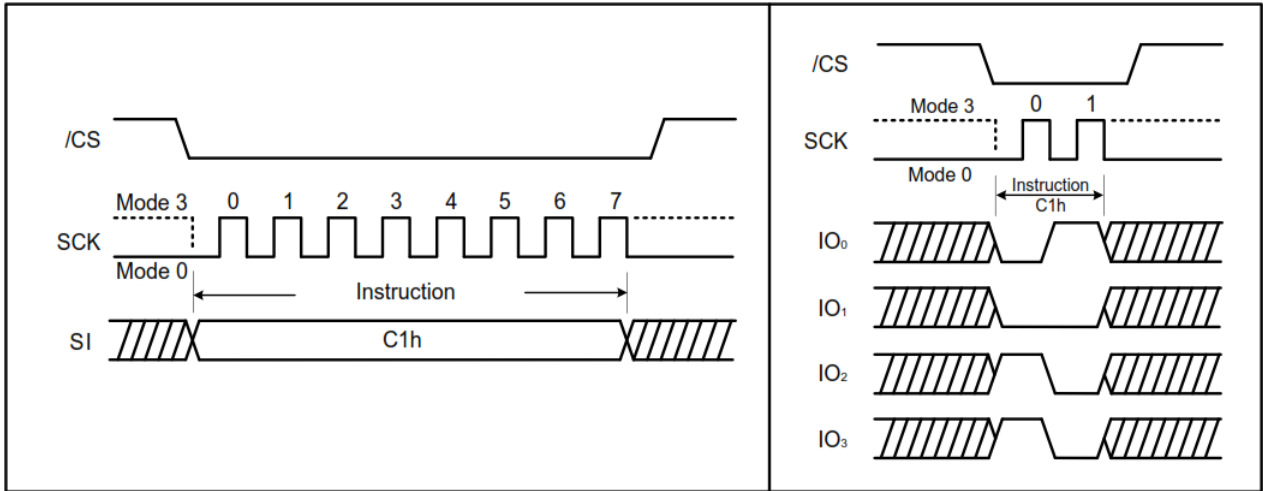 /CS
Mode 3 0 1 2 3 4 5 6 7
SCK
Mode 0
Instruction
SI C1h
/CS
Mode 3 0 1
SCK
Mode 0 Instruction
C1h
IO₀
IO₁
IO₂
IO₃